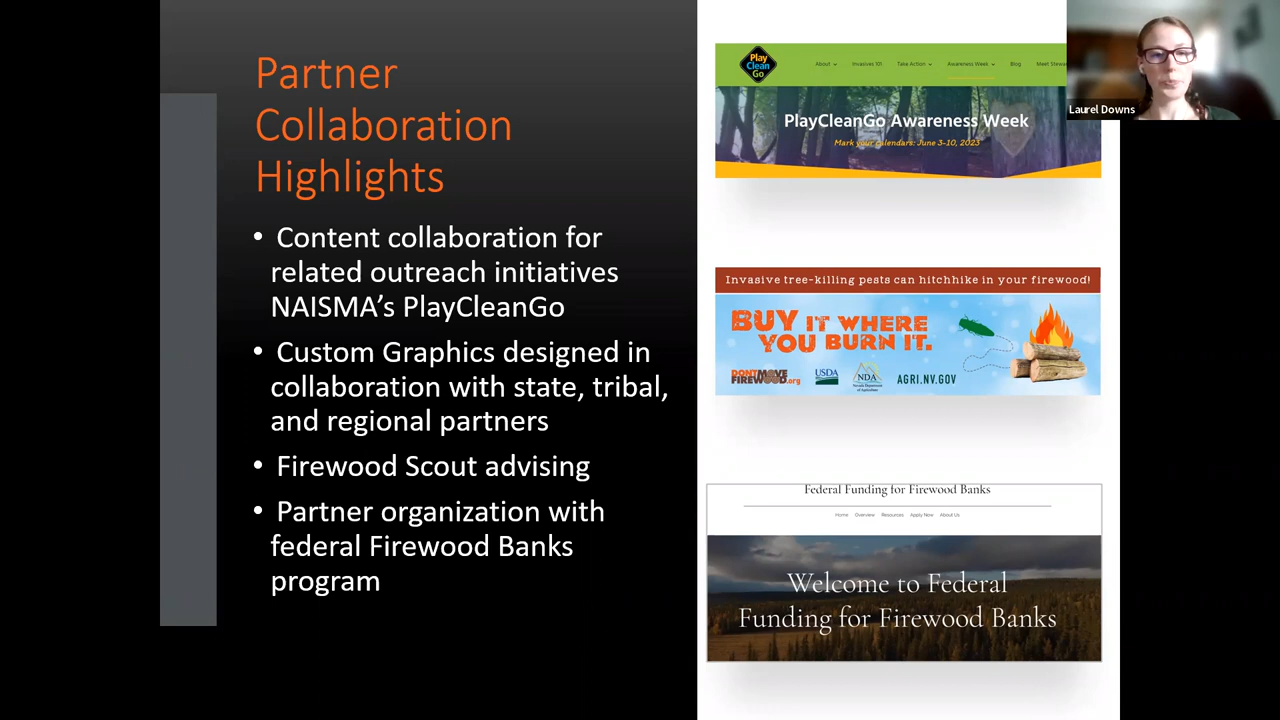 Partner
Collaboration
Highlights
• Content collaboration for
related outreach initiatives
NAISMA’s PlayCleanGo
• Custom Graphics designed in
collaboration with state, tribal,
and regional partners
• Firewood Scout advising
• Partner organization with
federal Firewood Banks
program
Play
Clean
Go
About
Invasives 101
Take Action
Awareness Week
Blog
Meet
PlayCleanGo Awareness Week
Mark your calendars: June 3-10, 2023
Laurel Downs
Invasive tree-killing pests can hitchhike in your firewood!
BUY IT WHERE
YOU BURN IT.
DONT MOVE
FIREWOOD.org
USDA
NDA
Nevada Department
of Agriculture
AGRI.NV.GOV
Federal Funding for Firewood Banks
Home Overview Resources Apply Now About Us
Welcome to Federal
Funding for Firewood Banks